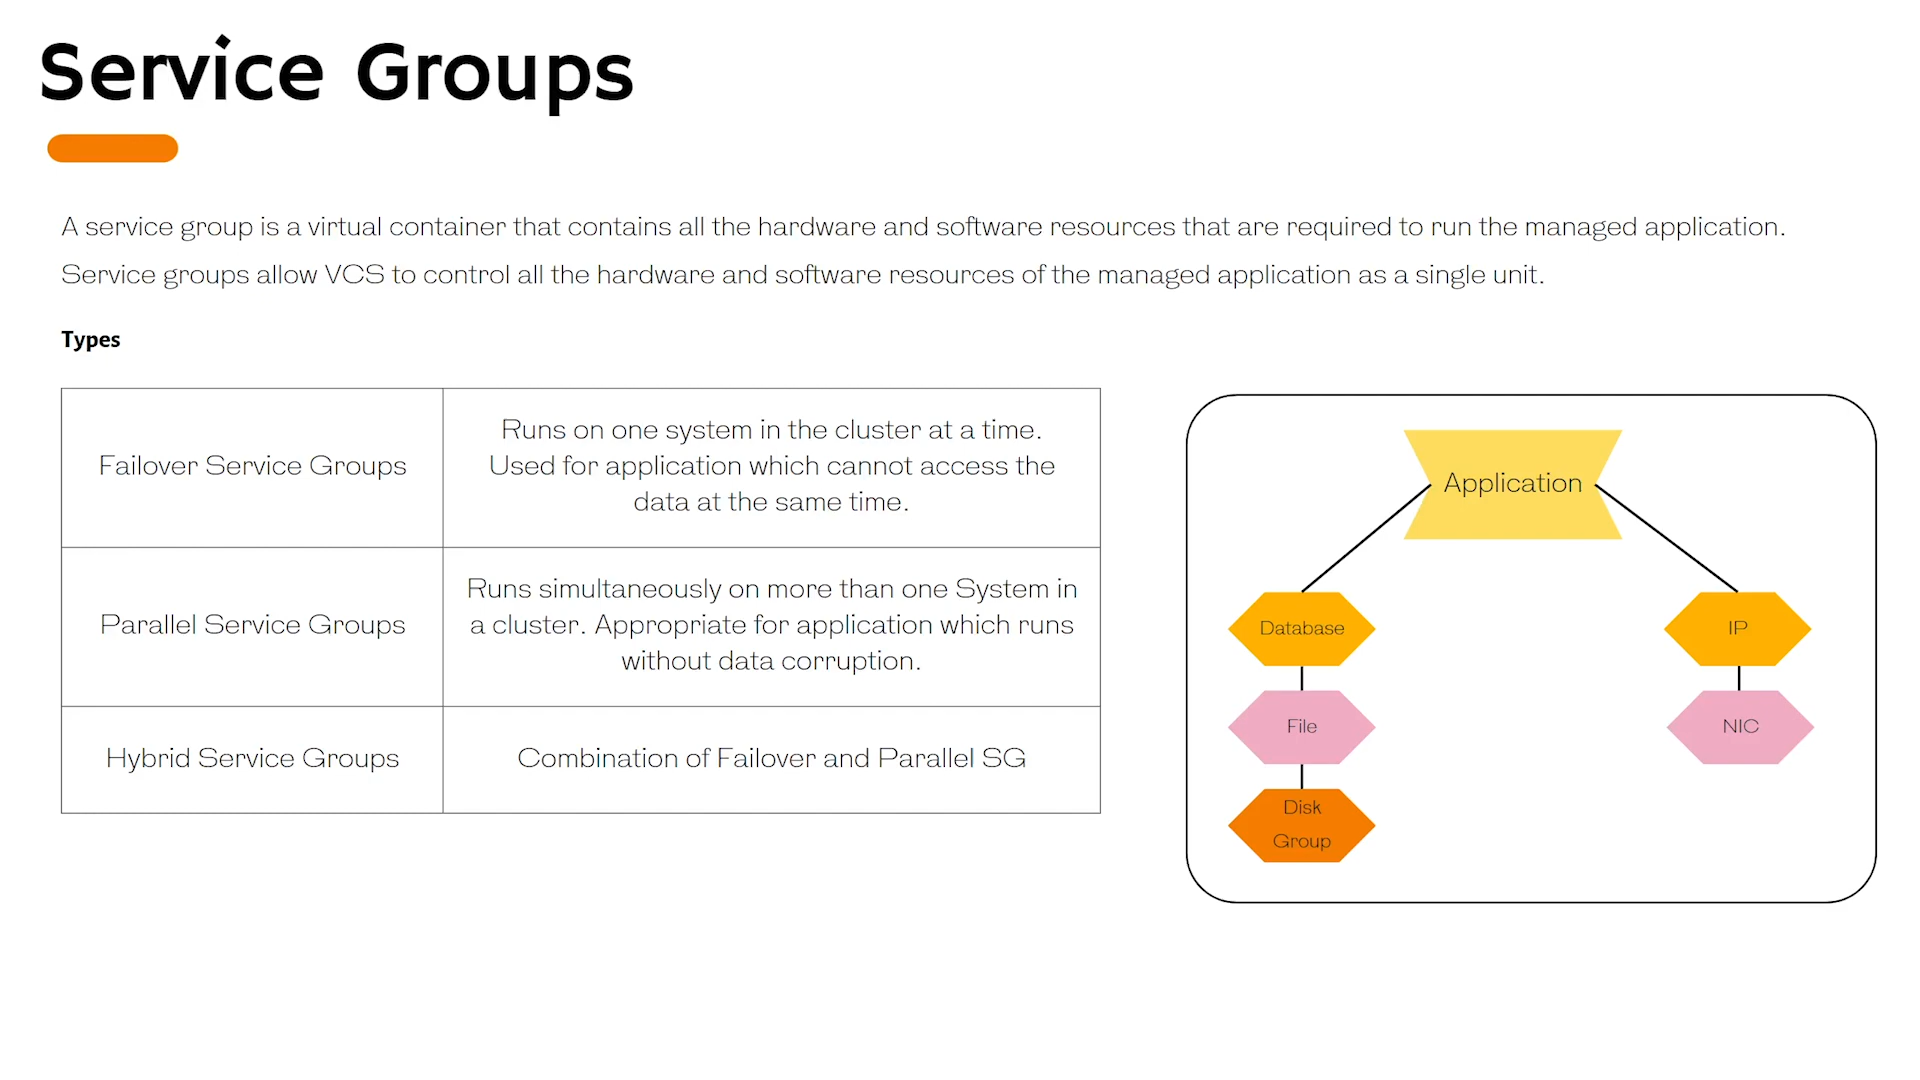 Service Groups
A service group is a virtual container that contains all the hardware and software resources that are required to run the managed application.
Service groups allow VCS to control all the hardware and software resources of the managed application as a single unit.
Types
Failover Service Groups
Runs on one system in the cluster at a time.
Used for application which cannot access the
data at the same time.
Parallel Service Groups
Runs simultaneously on more than one System in
a cluster. Appropriate for application which runs
without data corruption.
Hybrid Service Groups
Combination of Failover and Parallel SG
Application
Database
IP
File
NIC
Disk
Group